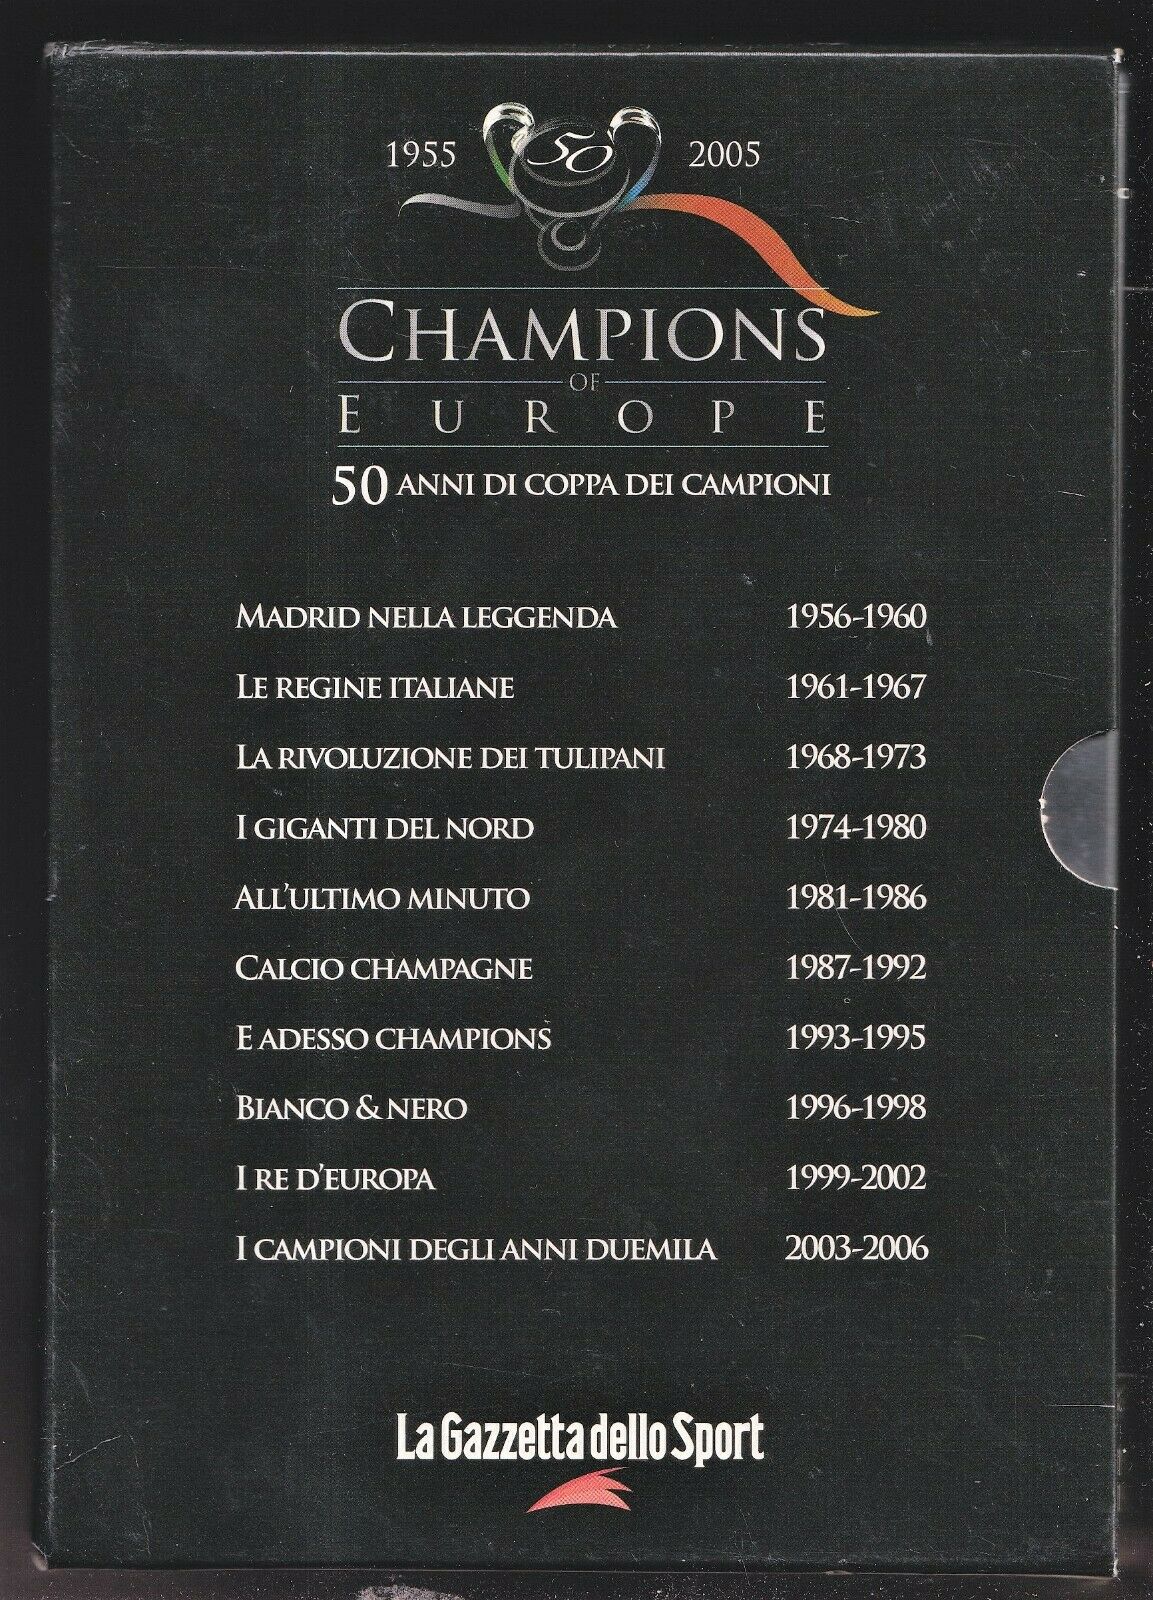 1955 50 2005
CHAMPIONS
OF
EUROPE
50 ANNI DI COPPA DEI CAMPIONI
MADRID NELLA LEGGENDA 1956-1960
LE REGINE ITALIANE 1961-1967
LA RIVOLUZIONE DEI TULIPANI 1968-1973
I GIGANTI DEL NORD 1974-1980
ALL'ULTIMO MINUTO 1981-1986
CALCIO CHAMPAGNE 1987-1992
E ADESSO CHAMPIONS 1993-1995
BIANCO & NERO 1996-1998
I RE D'EUROPA 1999-2002
I CAMPIONI DEGLI ANNI DUEMILA 2003-2006
La Gazzetta dello Sport